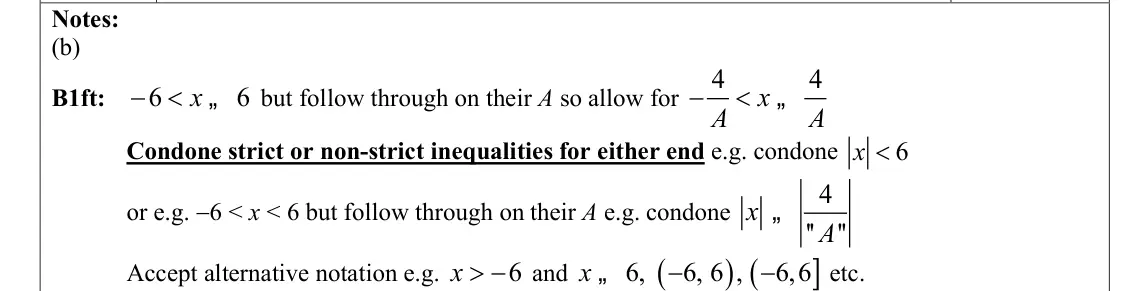 Notes:
(b)
B1ft: −6 < x „ 6 but follow through on their A so allow for −4/A < x „ 4/A
Condone strict or non-strict inequalities for either end e.g. condone |x| < 6
or e.g. –6 < x < 6 but follow through on their A e.g. condone |x| „ |4/"A"|
Accept alternative notation e.g. x > −6 and x „ 6, (−6, 6), (−6,6] etc.